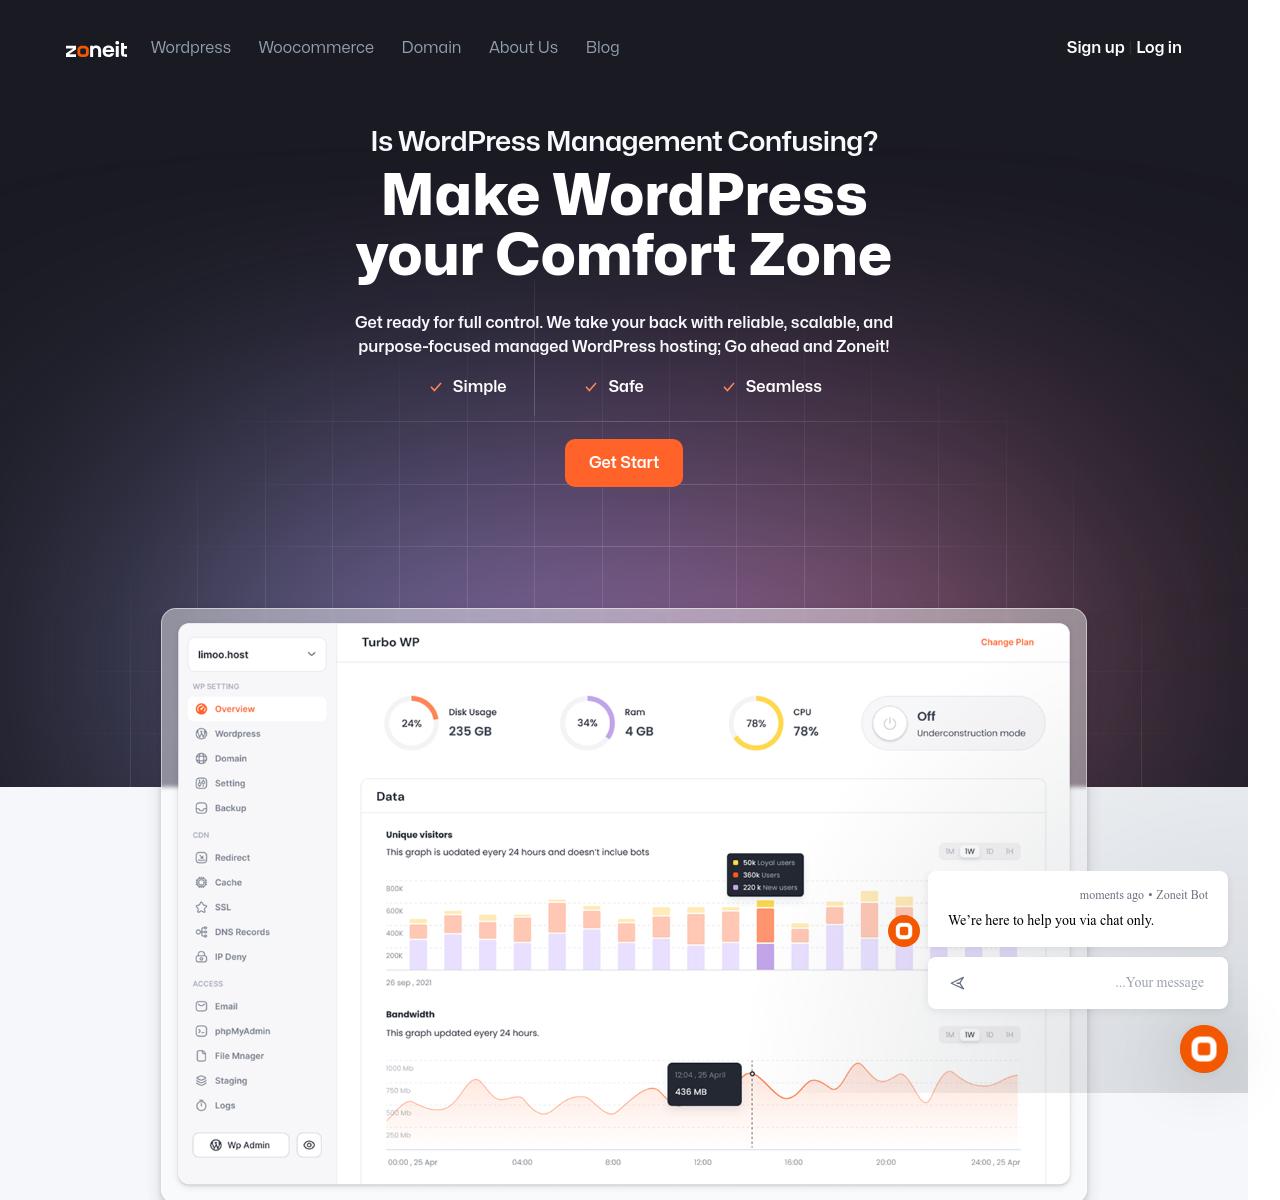 zoneit
Wordpress
Woocommerce
Domain
About Us
Blog
Sign up
Log in
Is WordPress Management Confusing?
Make WordPress
your Comfort Zone
Get ready for full control. We take your back with reliable, scalable, and
purpose-focused managed WordPress hosting; Go ahead and Zoneit!
Simple
Safe
Seamless
Get Start
limoo.host
WP SETTING
Overview
Wordpress
Domain
Setting
Backup
CDN
Redirect
Cache
SSL
DNS Records
IP Deny
ACCESS
Email
phpMyAdmin
File Mnager
Staging
Logs
Wp Admin
Turbo WP
Change Plan
24%
Disk Usage
235 GB
34%
Ram
4 GB
78%
CPU
78%
Off
Underconstruction mode
Data
Unique visitors
This graph is uodated eyery 24 hours and doesn't inclue bots
1M 1W 1D 1H
50k Loyal users
360k Users
220 k New users
800K
600K
400K
200K
26 sep , 2021
Bandwidth
This graph updated eyery 24 hours.
1M 1W 1D 1H
12:04 , 25 April
436 MB
1000 Mb
750 Mb
500 Mb
250 Mb
00:00 , 25 Apr
04:00
8:00
12:00
16:00
20:00
24:00 , 25 Apr
moments ago • Zoneit Bot
We're here to help you via chat only.
...Your message